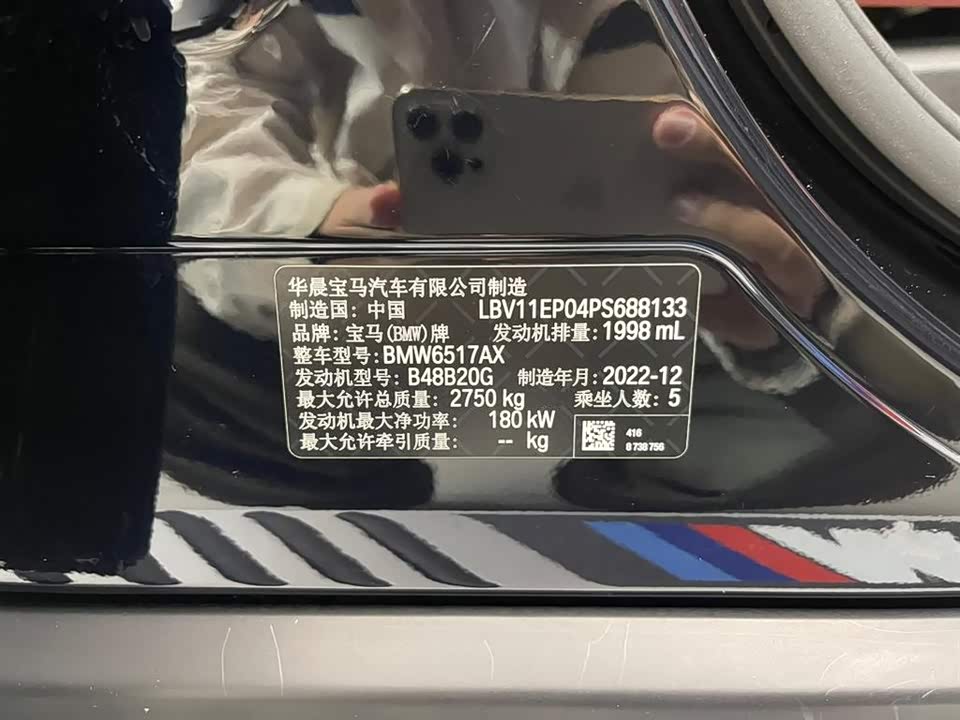 华晨宝马汽车有限公司制造
制造国：中国 LBV11EP04PS688133
品牌：宝马(BMW)牌 发动机排量：1998 mL
整车型号：BMW6517AX
发动机型号：B48B20G 制造年月：2022-12
最大允许总质量：2750 kg 乘坐人数：5
发动机最大净功率：180 kW
最大允许牵引质量：-- kg
416
8 738 756